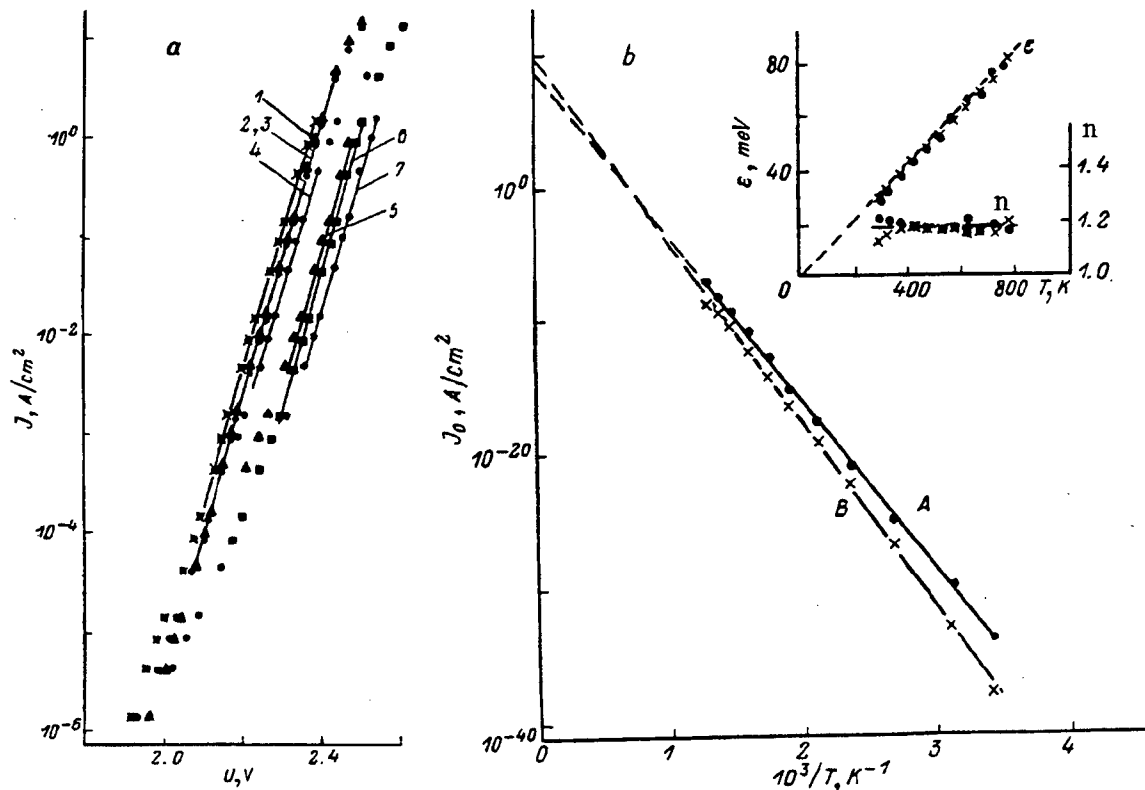 a
10⁰
10⁻²
10⁻⁴
10⁻⁶
J, A/cm²
2.0
2.4
U, V
1
2,3
4
6
7
5
b
10⁰
10⁻²⁰
10⁻⁴⁰
J₀, A/cm²
0
1
2
3
4
10³/T, K⁻¹
A
B
80
40
0
ε, meV
ε
n
n
1.4
1.2
1.0
400
800
T, K